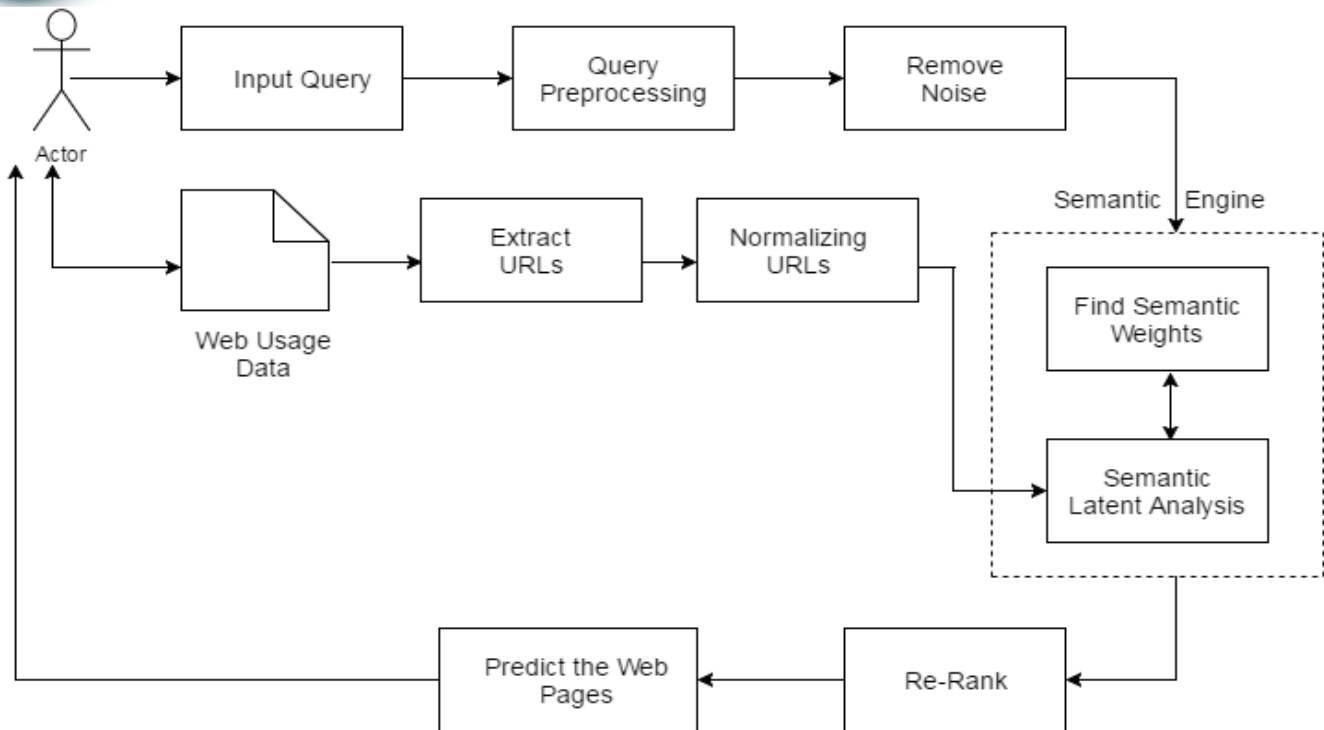 Input Query
Query
Preprocessing
Remove
Noise
Actor
Semantic Engine
Extract
URLs
Normalizing
URLs
Web Usage
Data
Find Semantic
Weights
Semantic
Latent Analysis
Predict the Web
Pages
Re-Rank